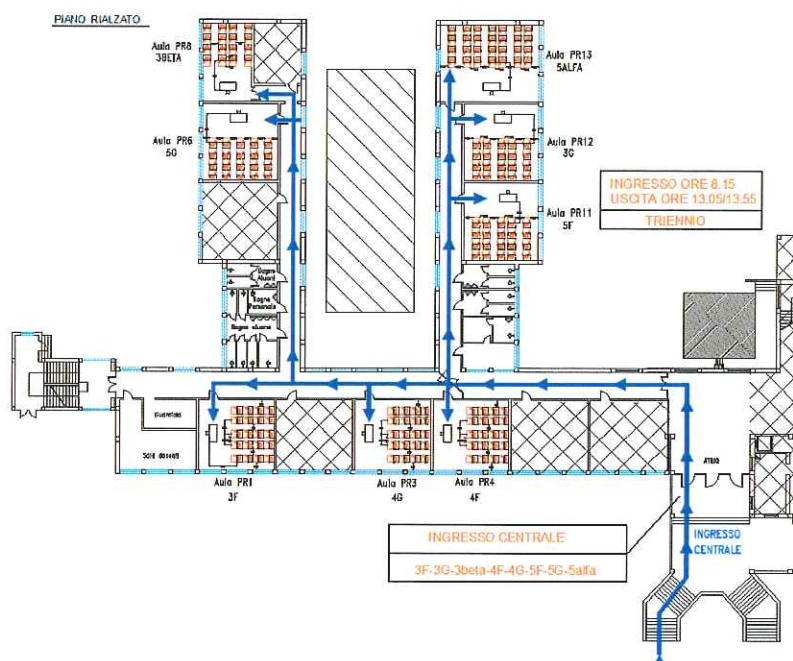 PIANO RIALZATO
Aula PR8
3BETA
Aula PR6
5G
Aula PR13
5ALFA
Aula PR12
3G
Aula PR11
5F
INGRESSO ORE 8.15
USCITA ORE 13.05/13.55
TRIENNIO
Bagno
Alunni
Bagno
Personale
Bagno alunne
Sala docenti
Aula PR1
3F
Aula PR3
4G
Aula PR4
4F
ATRIO
INGRESSO CENTRALE
3F-3G-3beta-4F-4G-5F-5G-5alfa
INGRESSO
CENTRALE